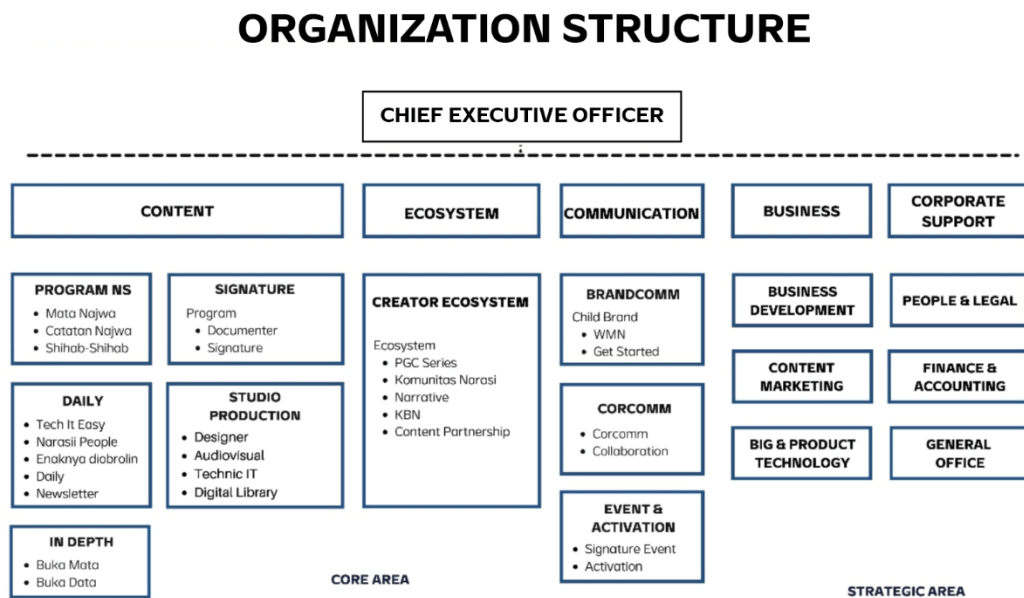 ORGANIZATION STRUCTURE
CHIEF EXECUTIVE OFFICER
CONTENT
ECOSYSTEM
COMMUNICATION
BUSINESS
CORPORATE
SUPPORT
PROGRAM NS
• Mata Najwa
• Catatan Najwa
• Shihab-Shihab
SIGNATURE
Program
• Documenter
• Signature
DAILY
• Tech It Easy
• Narasii People
• Enaknya diobrolin
• Daily
• Newsletter
STUDIO
PRODUCTION
• Designer
• Audiovisual
• Technic IT
• Digital Library
IN DEPTH
• Buka Mata
• Buka Data
CREATOR ECOSYSTEM
Ecosystem
• PGC Series
• Komunitas Narasi
• Narrative
• KBN
• Content Partnership
BRANDCOMM
Child Brand
• WMN
• Get Started
CORCOMM
• Corcomm
• Collaboration
EVENT &
ACTIVATION
• Signature Event
• Activation
BUSINESS
DEVELOPMENT
CONTENT
MARKETING
BIG & PRODUCT
TECHNOLOGY
PEOPLE & LEGAL
FINANCE &
ACCOUNTING
GENERAL
OFFICE
CORE AREA
STRATEGIC AREA